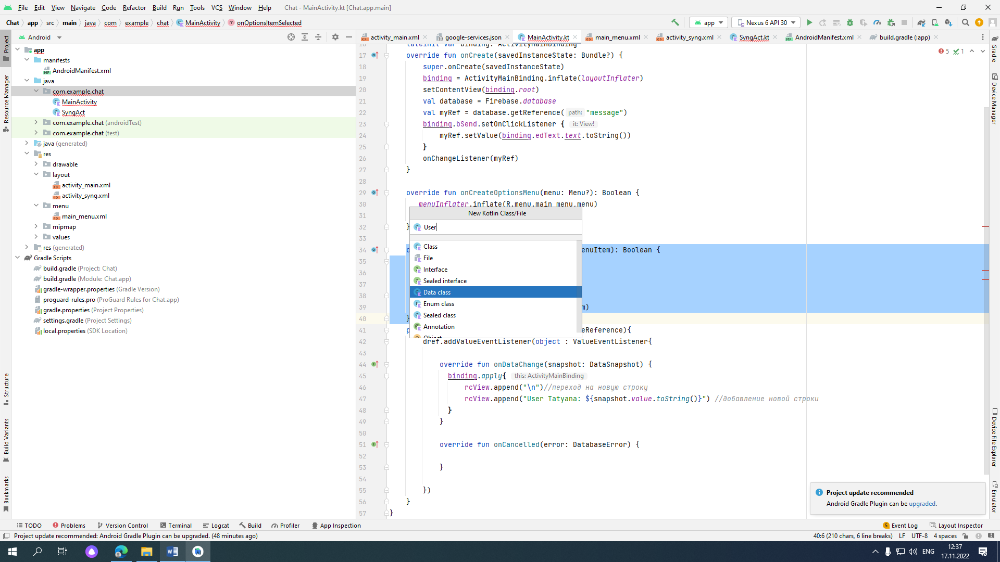 File Edit View Navigate Code Refactor Build Run Tools VCS Window Help Chat - MainActivity.kt [Chat.app.main]
Chat app src main java com example chat MainActivity onOptionsItemSelected app Nexus 6 API 30
Android activity_main.xml google-services.json MainActivity.kt main_menu.xml activity_syng.xml SyngAct.kt AndroidManifest.xml build.gradle (:app)
Project
Resource Manager
Structure
Build Variants
Bookmarks
app
manifests
AndroidManifest.xml
java
com.example.chat
MainActivity
SyngAct
com.example.chat (androidTest)
com.example.chat (test)
java (generated)
res
drawable
layout
activity_main.xml
activity_syng.xml
menu
main_menu.xml
mipmap
values
res (generated)
Gradle Scripts
build.gradle (Project: Chat)
build.gradle (Module: Chat.app)
gradle-wrapper.properties (Gradle Version)
proguard-rules.pro (ProGuard Rules for Chat.app)
gradle.properties (Project Properties)
settings.gradle (Project Settings)
local.properties (SDK Location)
16 lateinit var binding: ActivityMainBinding
17 override fun onCreate(savedInstanceState: Bundle?) {
18 super.onCreate(savedInstanceState)
19 binding = ActivityMainBinding.inflate(layoutInflater)
20 setContentView(binding.root)
21 val database = Firebase.database
22 val myRef = database.getReference( path: "message")
23 binding.bSend.setOnClickListener { it: View!
24 myRef.setValue(binding.edText.text.toString())
25 }
26 onChangeListener(myRef)
27 }
28
29 override fun onCreateOptionsMenu(menu: Menu?): Boolean {
30 menuInflater.inflate(R.menu.main_menu,menu)
31
32 }
33
34 enuItem): Boolean {
35
36
37
38
39 m)
40 }
41 eReference){
42 dref.addValueEventListener(object : ValueEventListener{
43
44 override fun onDataChange(snapshot: DataSnapshot) {
45 binding.apply{ this: ActivityMainBinding
46 rcView.append("\n")//переход на новую строку
47 rcView.append("User Tatyana: ${snapshot.value.toString()}") //добавление новой строки
48 }
49 }
50
51 override fun onCancelled(error: DatabaseError) {
52
53 }
54
55 })
56 }
57 }
New Kotlin Class/File
User
Class
File
Interface
Sealed interface
Data class
Enum class
Sealed class
Annotation
Object
5 1
Gradle
Device Manager
Device File Explorer
Emulator
Project update recommended
Android Gradle Plugin can be upgraded.
TODO Problems Version Control Terminal Logcat Build Profiler App Inspection 5 Event Log Layout Inspector
Project update recommended: Android Gradle Plugin can be upgraded. (48 minutes ago) 40:6 (210 chars, 6 line breaks) LF UTF-8 4 spaces
ENG 12:37
17.11.2022